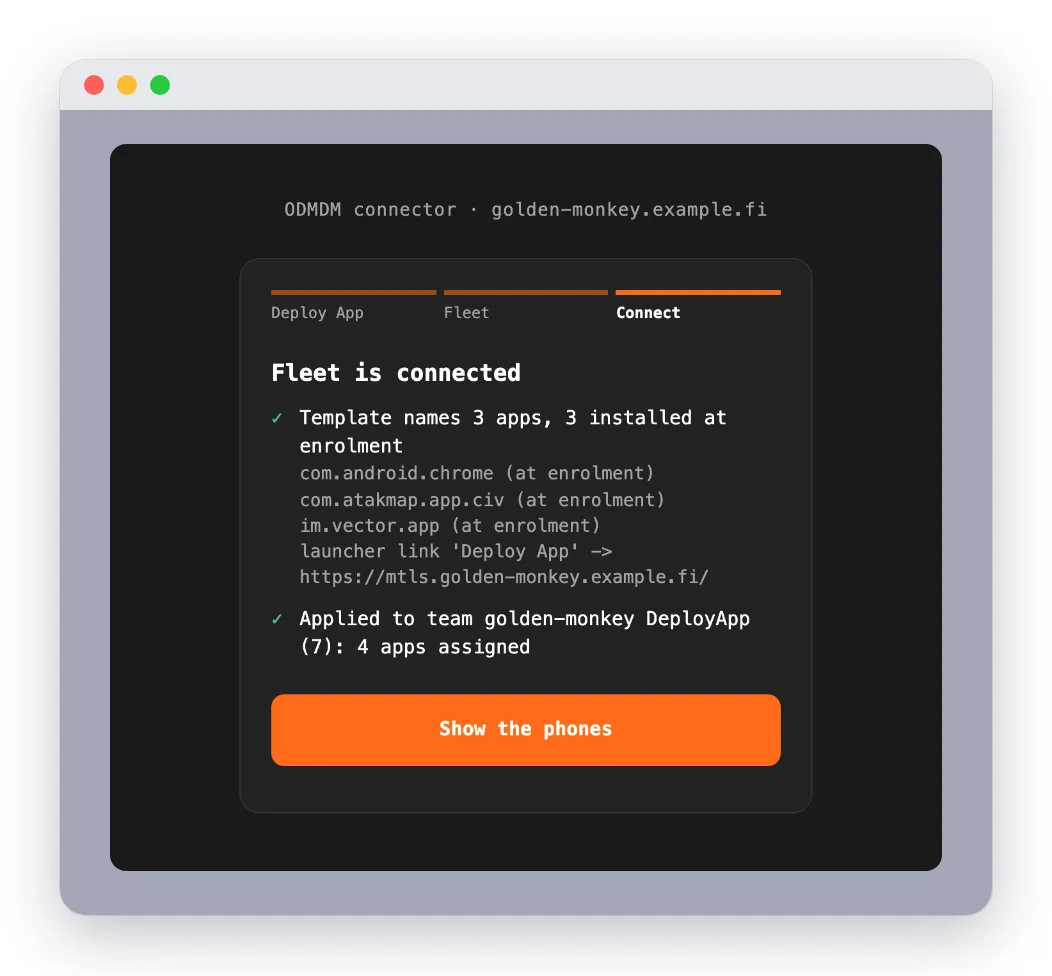 ODMDM connector · golden-monkey.example.fi
Deploy App
Fleet
Connect
Fleet is connected
✓ Template names 3 apps, 3 installed at
enrolment
com.android.chrome (at enrolment)
com.atakmap.app.civ (at enrolment)
im.vector.app (at enrolment)
launcher link 'Deploy App' ->
https://mtls.golden-monkey.example.fi/
✓ Applied to team golden-monkey DeployApp
(7): 4 apps assigned
Show the phones